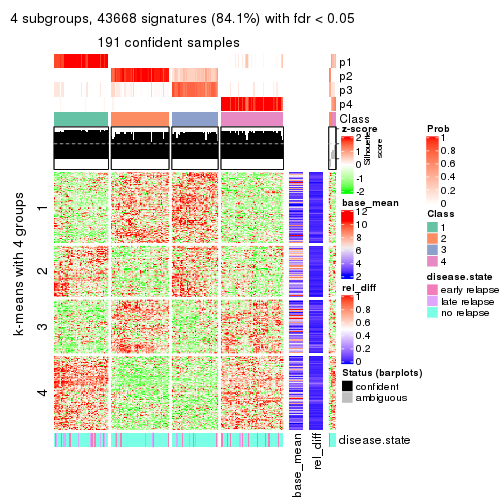 4 subgroups, 43668 signatures (84.1%) with fdr < 0.05
191 confident samples
p1
p2
p3
p4
Class
Silhouette
score
k-means with 4 groups
1
2
3
4
disease.state
base_mean
rel_diff
z-score
2
1
0
-1
-2
base_mean
12
10
8
6
4
2
rel_diff
1
0.8
0.6
0.4
0.2
0
Status (barplots)
confident
ambiguous
Prob
1
0.8
0.6
0.4
0.2
0
Class
1
2
3
4
disease.state
early relapse
late relapse
no relapse